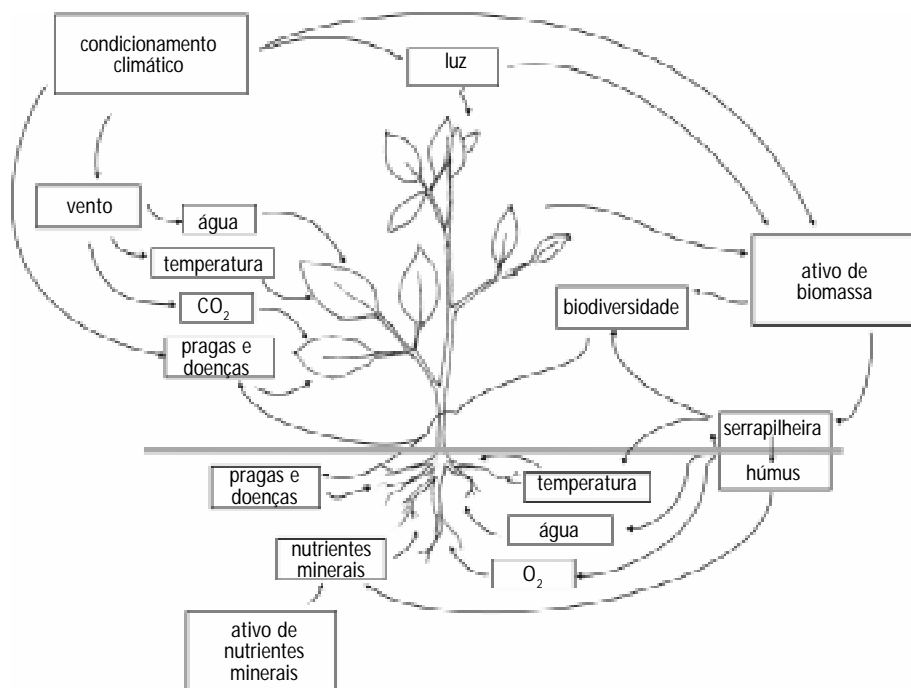 condicionamento
climático
luz
vento
água
temperatura
CO₂
pragas e
doenças
ativo de
biomassa
biodiversidade
serrapilheira
húmus
pragas e
doenças
temperatura
água
nutrientes
minerais
O₂
ativo de
nutrientes
minerais